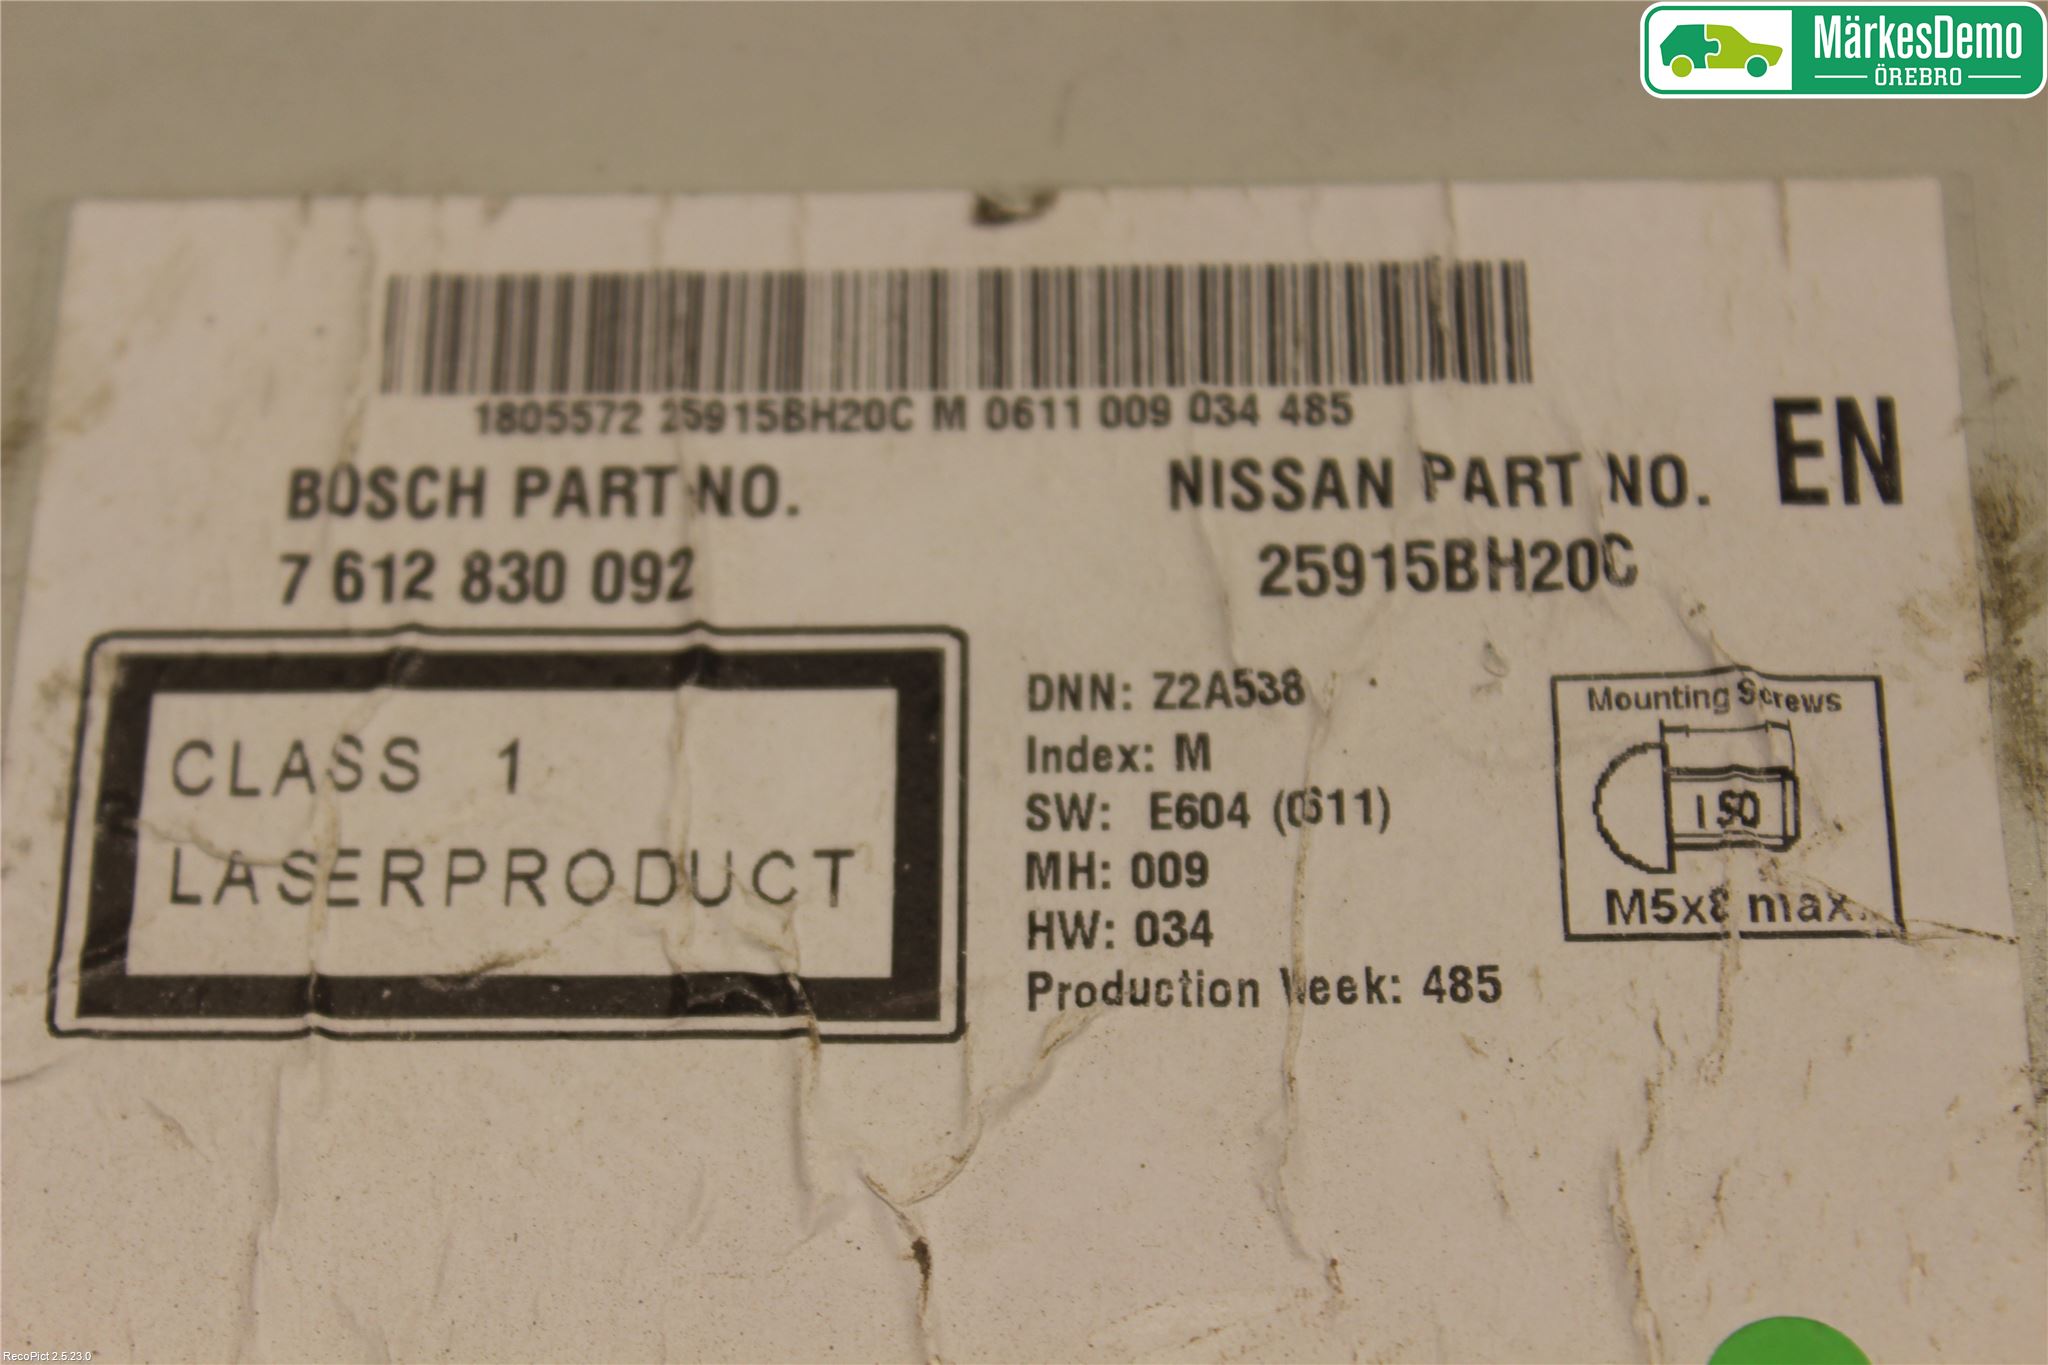 MärkesDemo
ÖREBRO
1805572 25915BH20C M 0611 009 034 485
BOSCH PART NO.
7 612 830 092
NISSAN PART NO.
25915BH20C
EN
CLASS 1
LASERPRODUCT
DNN: Z2A538
Index: M
SW: E604 (0611)
MH: 009
HW: 034
Production Week: 485
Mounting Screws
ISO
M5x8 max.
RecoPict 2.5.23.0